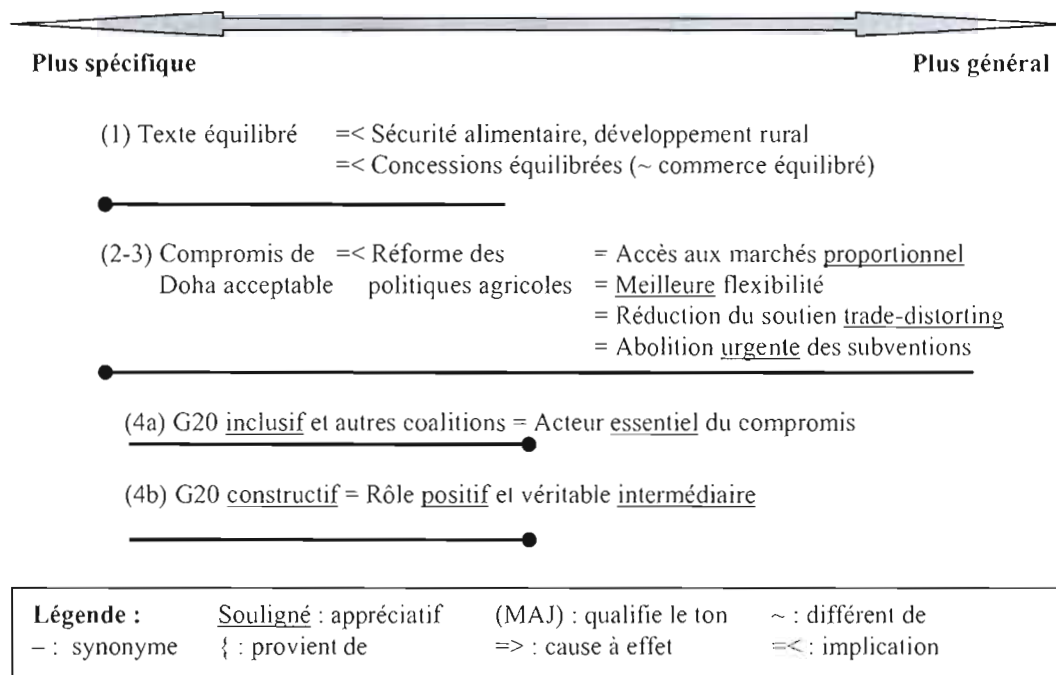 Plus spécifique Plus général
(1) Texte équilibré =< Sécurité alimentaire, développement rural
=< Concessions équilibrées (~ commerce équilibré)
(2-3) Compromis de =< Réforme des = Accès aux marchés proportionnel
Doha acceptable politiques agricoles = Meilleure flexibilité
= Réduction du soutien trade-distorting
= Abolition urgente des subventions
(4a) G20 inclusif et autres coalitions = Acteur essentiel du compromis
(4b) G20 constructif = Rôle positif et véritable intermédiaire
Légende : Souligné : appréciatif (MAJ) : qualifie le ton ~ : différent de
– : synonyme { : provient de => : cause à effet =< : implication